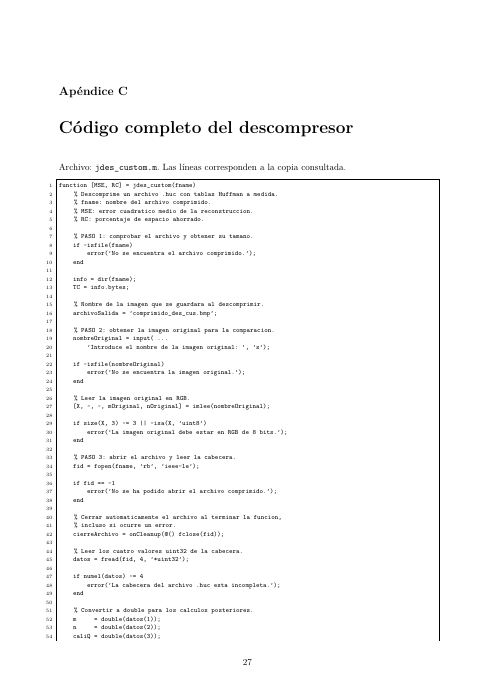 Apéndice C
Código completo del descompresor
Archivo: jdes_custom.m. Las líneas corresponden a la copia consultada.
1 function [MSE, RC] = jdes_custom(fname)
2 % Descomprime un archivo .huc con tablas Huffman a medida.
3 % fname: nombre del archivo comprimido.
4 % MSE: error cuadratico medio de la reconstruccion.
5 % RC: porcentaje de espacio ahorrado.
6
7 % PASO 1: comprobar el archivo y obtener su tamano.
8 if ~isfile(fname)
9 error('No se encuentra el archivo comprimido.');
10 end
11
12 info = dir(fname);
13 TC = info.bytes;
14
15 % Nombre de la imagen que se guardara al descomprimir.
16 archivoSalida = 'comprimido_des_cus.bmp';
17
18 % PASO 2: obtener la imagen original para la comparacion.
19 nombreOriginal = input( ...
20 'Introduce el nombre de la imagen original: ', 's');
21
22 if ~isfile(nombreOriginal)
23 error('No se encuentra la imagen original.');
24 end
25
26 % Leer la imagen original en RGB.
27 [X, ~, ~, mOriginal, nOriginal] = imlee(nombreOriginal);
28
29 if size(X, 3) ~= 3 || ~isa(X, 'uint8')
30 error('La imagen original debe estar en RGB de 8 bits.');
31 end
32
33 % PASO 3: abrir el archivo y leer la cabecera.
34 fid = fopen(fname, 'rb', 'ieee-le');
35
36 if fid == -1
37 error('No se ha podido abrir el archivo comprimido.');
38 end
39
40 % Cerrar automaticamente el archivo al terminar la funcion,
41 % incluso si ocurre un error.
42 cierreArchivo = onCleanup(@() fclose(fid));
43
44 % Leer los cuatro valores uint32 de la cabecera.
45 datos = fread(fid, 4, '*uint32');
46
47 if numel(datos) ~= 4
48 error('La cabecera del archivo .huc esta incompleta.');
49 end
50
51 % Convertir a double para los calculos posteriores.
52 m = double(datos(1));
53 n = double(datos(2));
54 caliQ = double(datos(3));
27